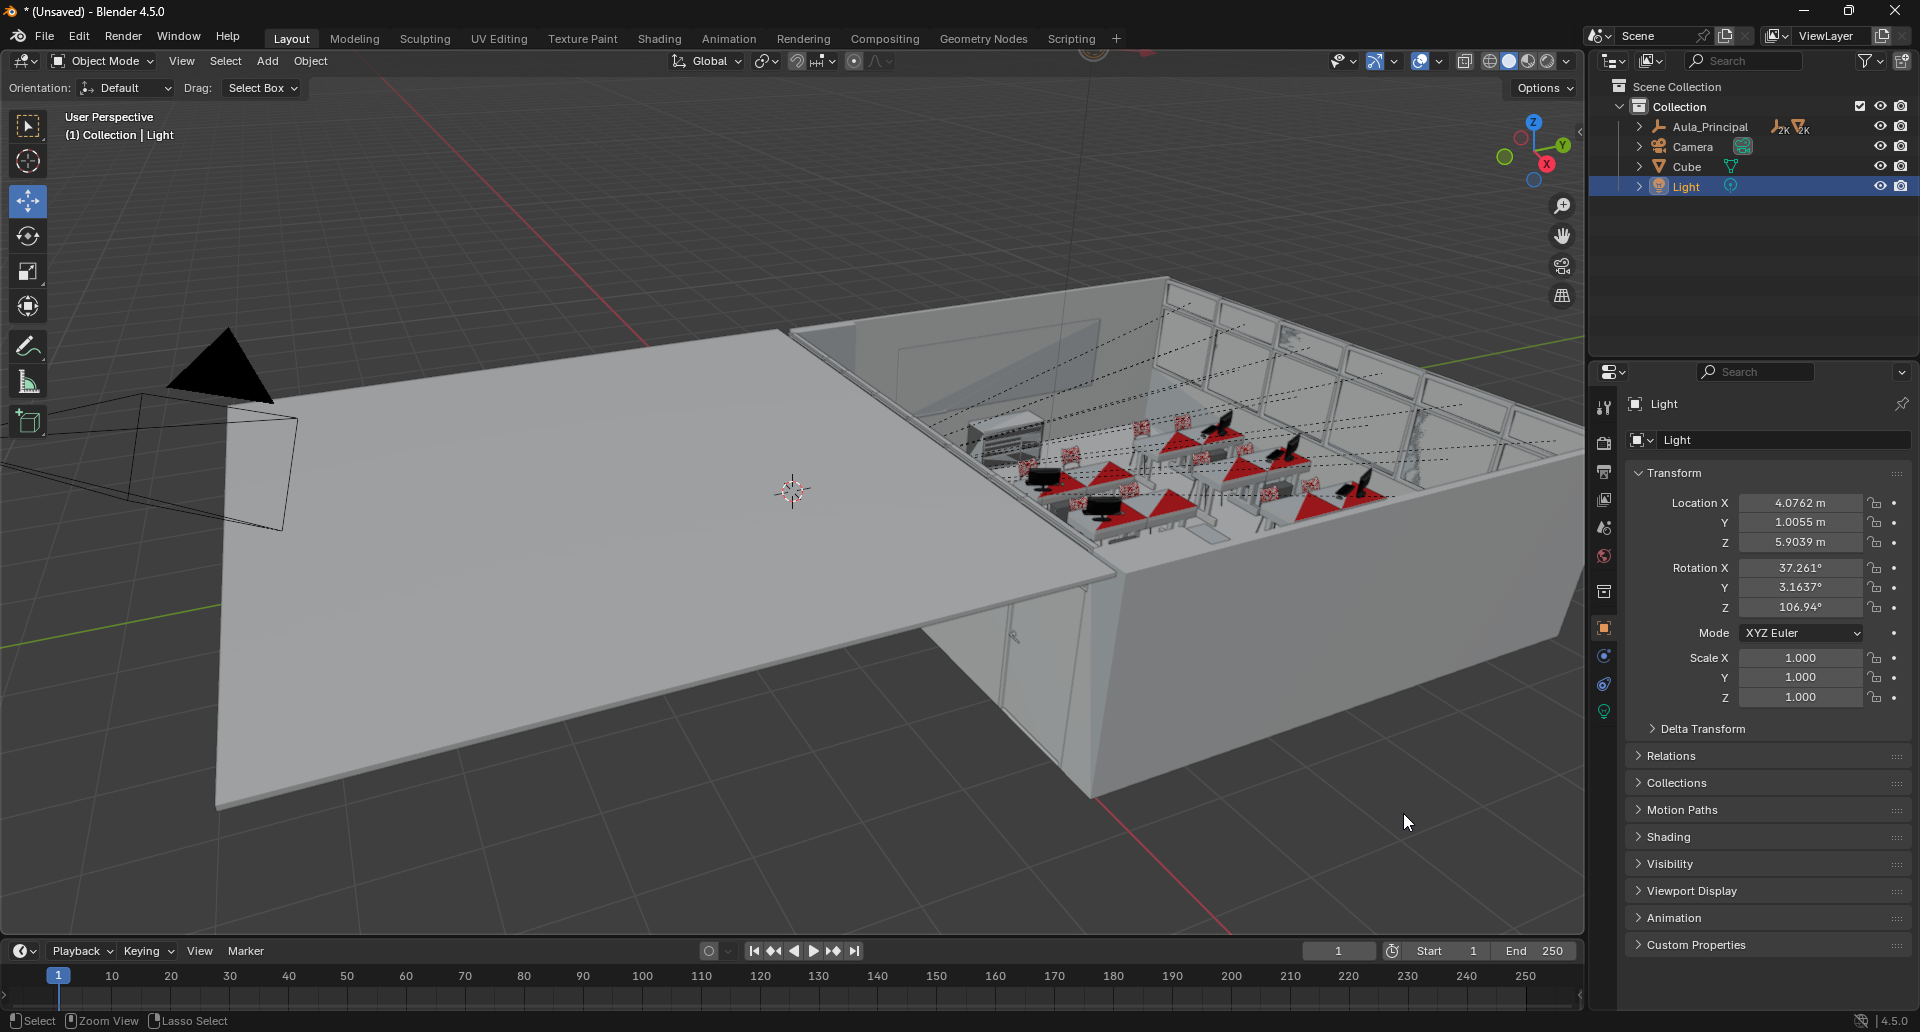 * (Unsaved) - Blender 4.5.0
File Edit Render Window Help
Layout Modeling Sculpting UV Editing Texture Paint Shading Animation Rendering Compositing Geometry Nodes Scripting +
Scene
ViewLayer
Object Mode View Select Add Object
Global
Search
Orientation: Default Drag: Select Box
Options
User Perspective
(1) Collection | Light
Z
Y
X
Scene Collection
Collection
Aula_Principal 2K 2K
Camera
Cube
Light
Search
Light
Light
Transform
Location X 4.0762 m
Y 1.0055 m
Z 5.9039 m
Rotation X 37.261°
Y 3.1637°
Z 106.94°
Mode XYZ Euler
Scale X 1.000
Y 1.000
Z 1.000
Delta Transform
Relations
Collections
Motion Paths
Shading
Visibility
Viewport Display
Animation
Custom Properties
Playback Keying View Marker
1
Start 1
End 250
1 10 20 30 40 50 60 70 80 90 100 110 120 130 140 150 160 170 180 190 200 210 220 230 240 250
Select Zoom View Lasso Select
4.5.0